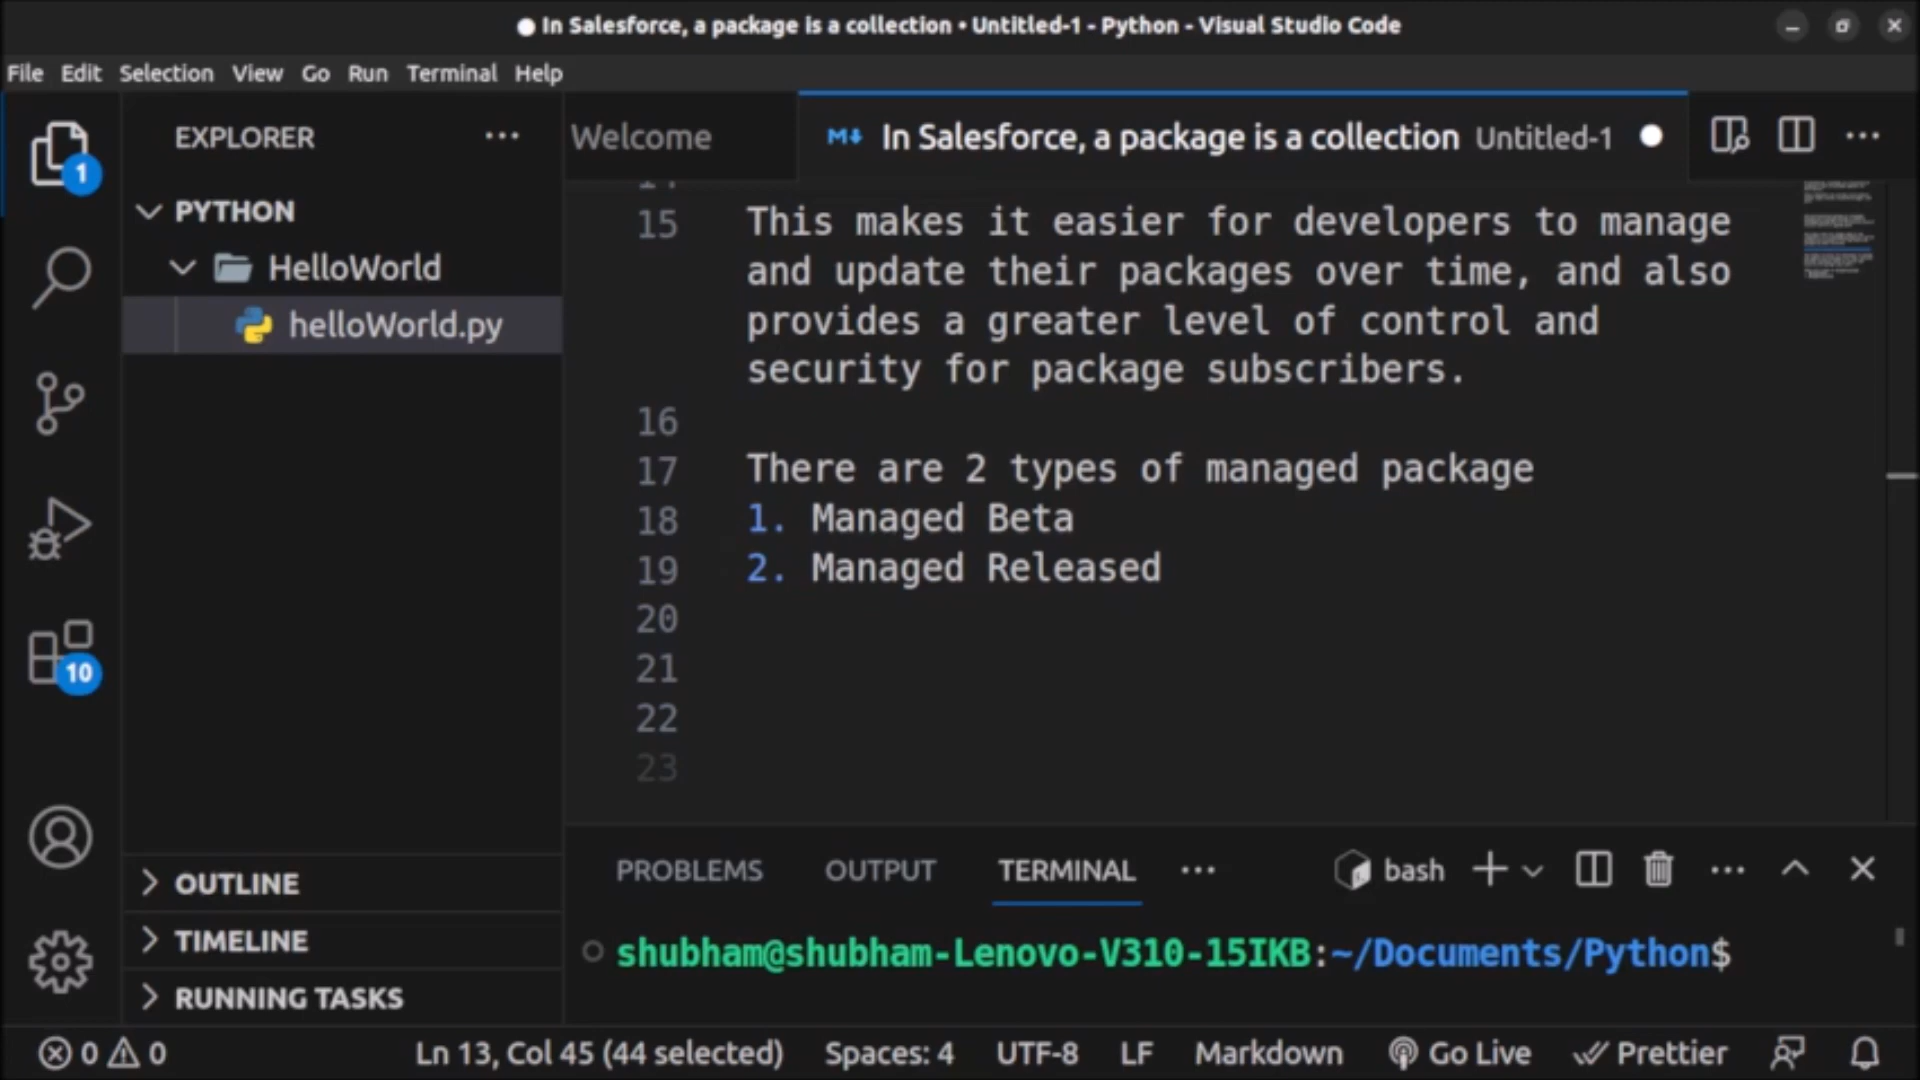 In Salesforce, a package is a collection • Untitled-1 - Python - Visual Studio Code
File Edit Selection View Go Run Terminal Help
EXPLORER
Welcome
In Salesforce, a package is a collection Untitled-1
1
PYTHON
HelloWorld
helloWorld.py
10
OUTLINE
TIMELINE
RUNNING TASKS
15 This makes it easier for developers to manage
and update their packages over time, and also
provides a greater level of control and
security for package subscribers.
16
17 There are 2 types of managed package
18 1. Managed Beta
19 2. Managed Released
20
21
22
23
PROBLEMS OUTPUT TERMINAL bash
shubham@shubham-Lenovo-V310-15IKB:~/Documents/Python$
0 0 Ln 13, Col 45 (44 selected) Spaces: 4 UTF-8 LF Markdown Go Live Prettier